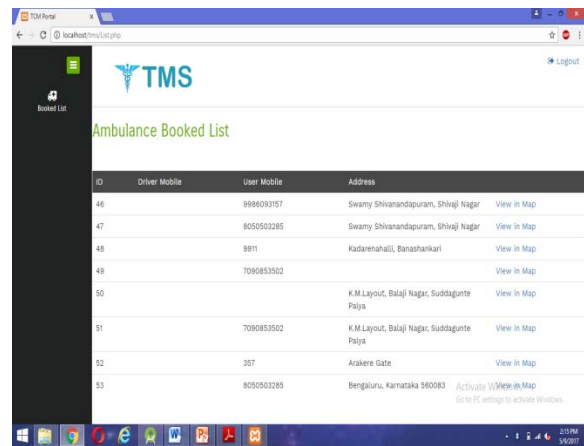 TCM Portal
localhost/tms/list.php
Logout
TMS
Booked List
Ambulance Booked List
ID Driver Mobile User Mobile Address
46 9986093157 Swamy Shivanandapuram, Shivaji Nagar View in Map
47 8050503285 Swamy Shivanandapuram, Shivaji Nagar View in Map
48 9911 Kadarenahalli, Banashankari View in Map
49 7090853502 View in Map
50 K.M.Layout, Balaji Nagar, Suddagunte View in Map
Palya
51 7090853502 K.M.Layout, Balaji Nagar, Suddagunte View in Map
Palya
52 357 Arakere Gate View in Map
53 8050503285 Bengaluru, Karnataka 560083 View in Map
Activate Windows
Go to PC settings to activate Windows.
2:15 PM
5/9/2017